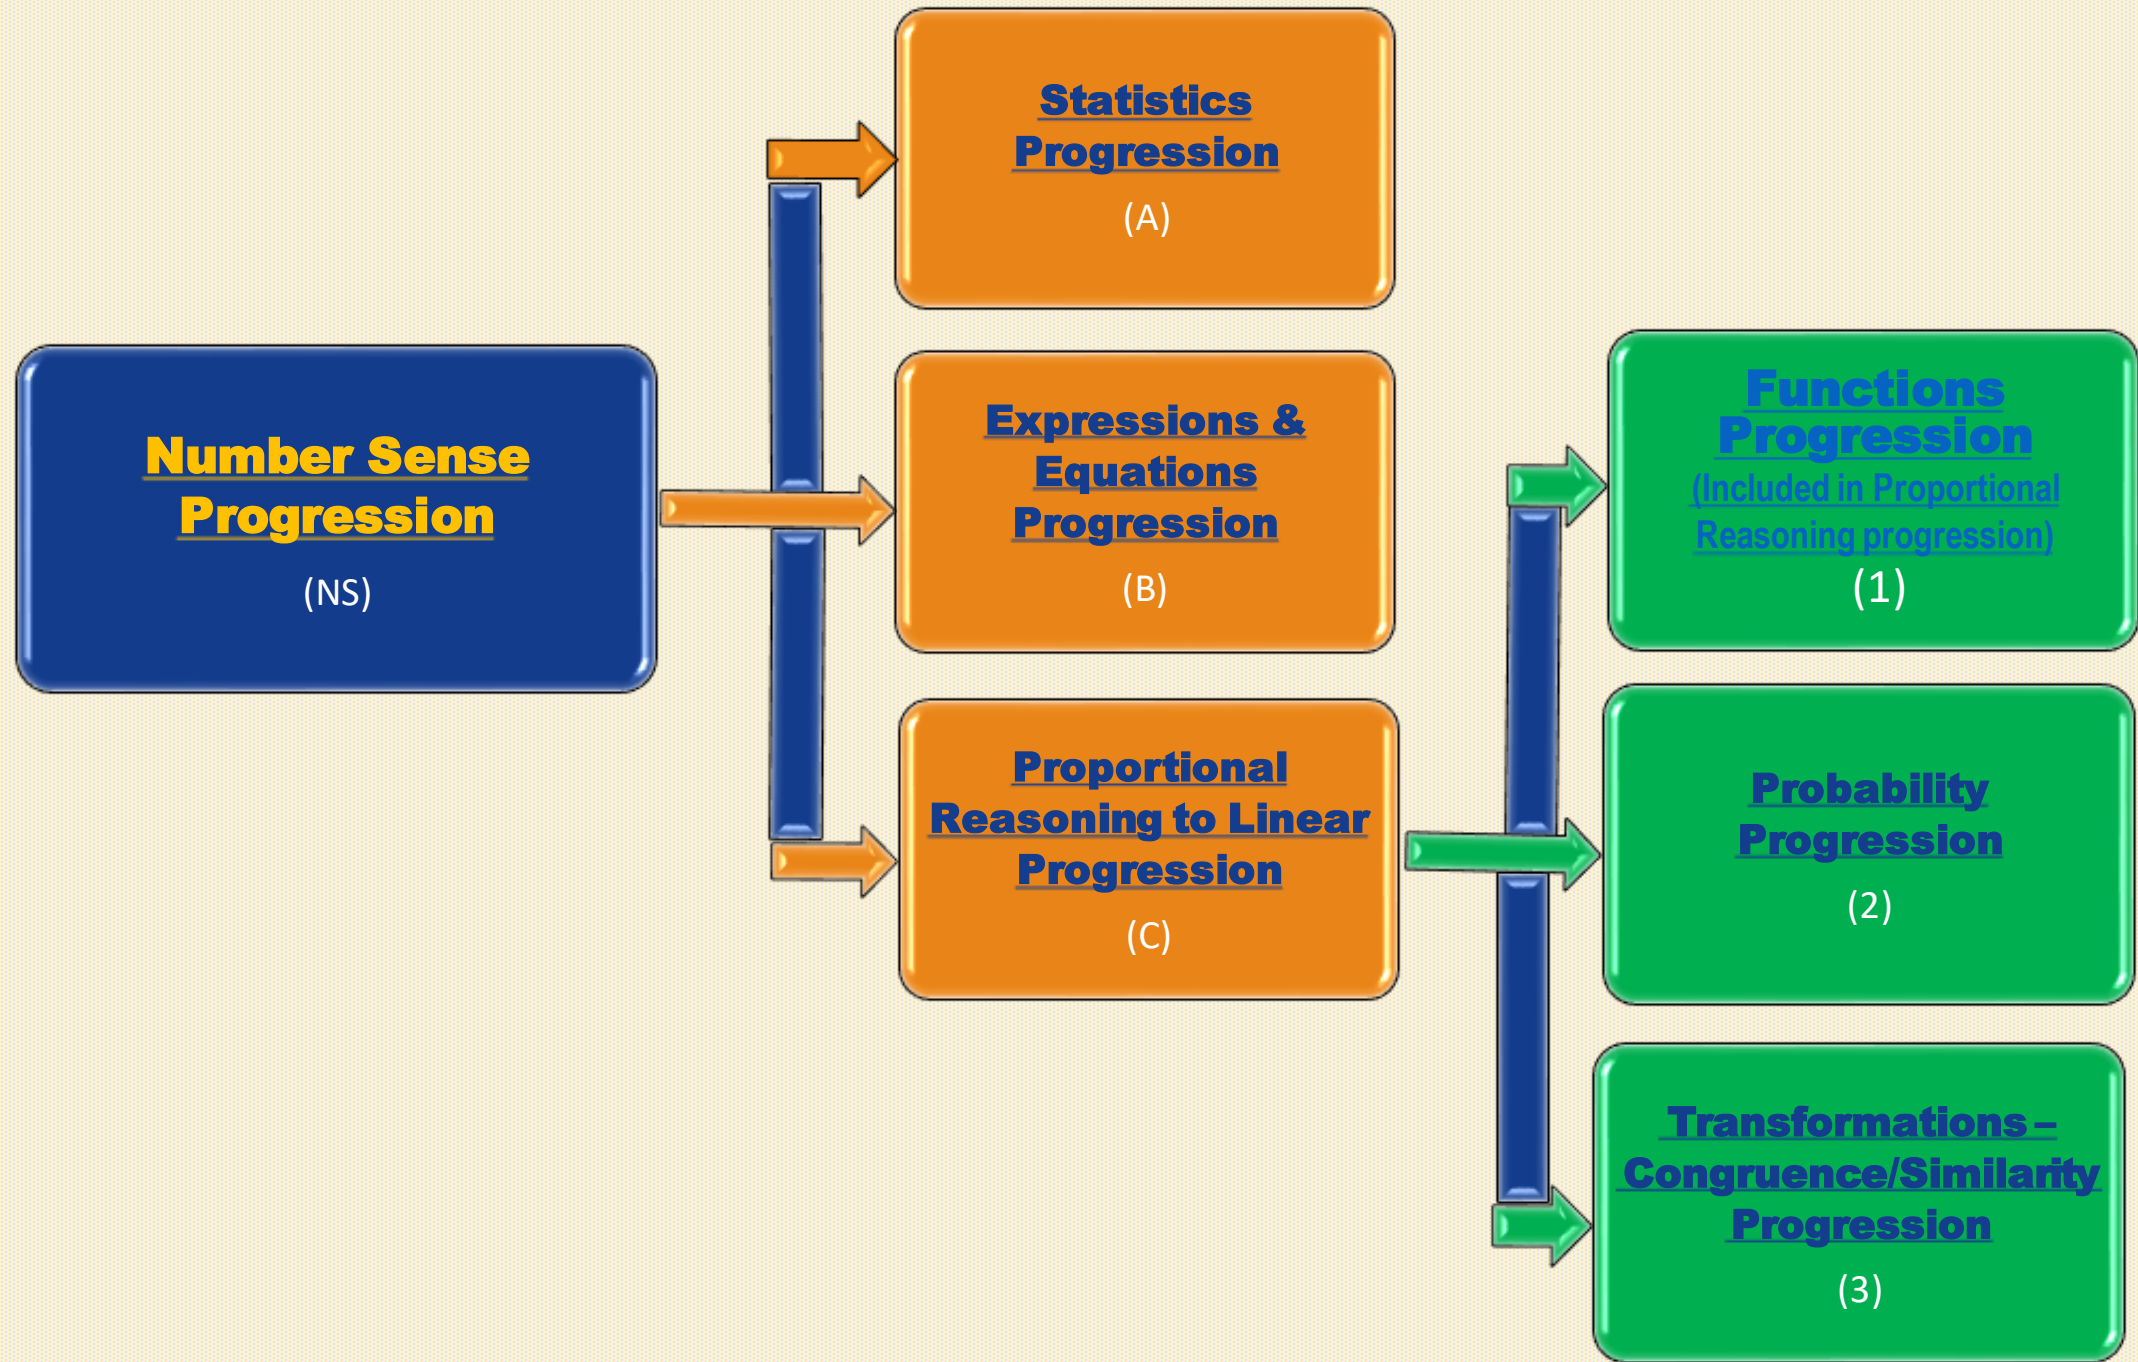 Number Sense
Progression
(NS)
Statistics
Progression
(A)
Expressions &
Equations
Progression
(B)
Proportional
Reasoning to Linear
Progression
(C)
Functions
Progression
(Included in Proportional
Reasoning progression)
(1)
Probability
Progression
(2)
Transformations –
Congruence/Similarity
Progression
(3)